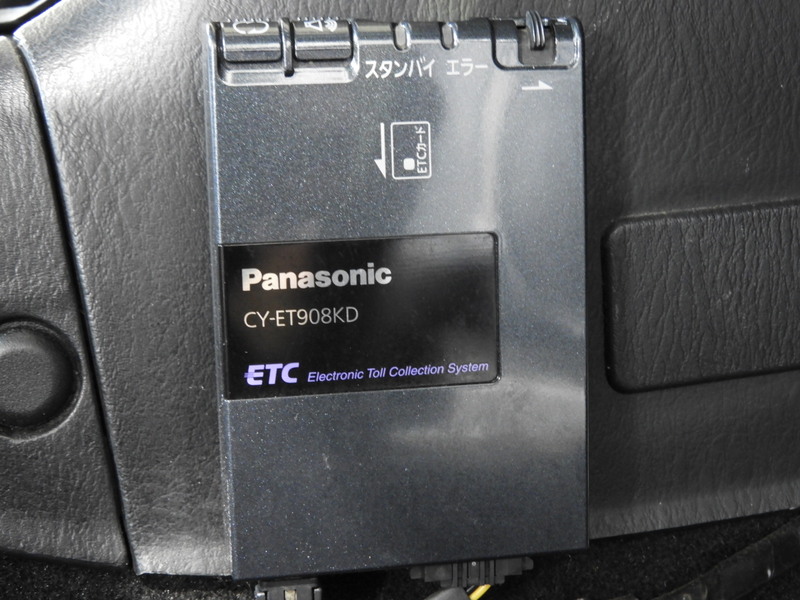 スタンバイ エラー
ETCカード
Panasonic
CY-ET908KD
ETC Electronic Toll Collection System